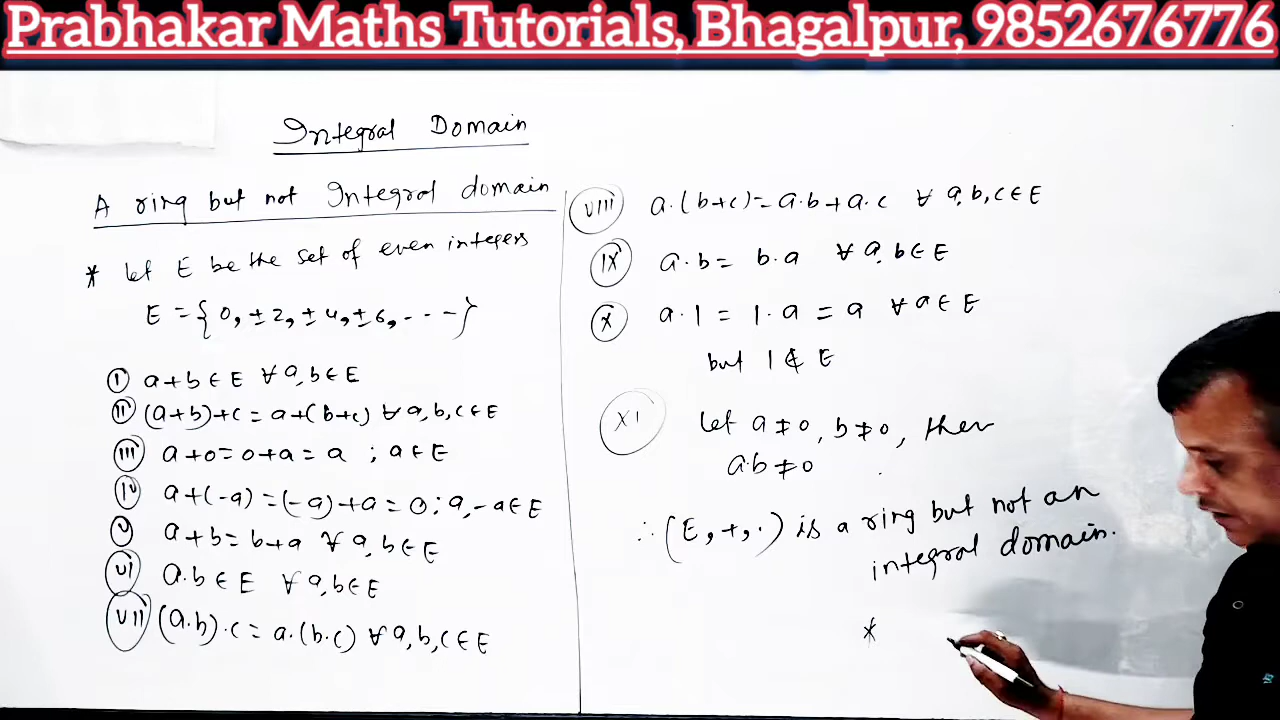 Prabhakar Maths Tutorials, Bhagalpur, 9852676776
Integral Domain
A ring but not Integral domain
* let E be the set of even integers
E = {0, ±2, ±4, ±6, - - - -}
(I) a+b ∈ E ∀ a,b ∈ E
(II) (a+b)+c = a+(b+c) ∀ a,b,c ∈ E
(III) a+0=0+a=a ; a ∈ E
(IV) a+(-a) = (-a)+a = 0; a,-a ∈ E
(V) a+b=b+a ∀ a,b ∈ E
(VI) a.b ∈ E ∀ a,b ∈ E
(VII) (a.b).c = a.(b.c) ∀ a,b,c ∈ E
(VIII) a.(b+c)=a.b+a.c ∀ a,b,c ∈ E
(IX) a.b = b.a ∀ a,b ∈ E
(X) a.1 = 1.a = a ∀ a ∈ E
but 1 ∉ E
(XI) let a ≠ 0, b ≠ 0, then
a.b ≠ 0
∴ (E, +, .) is a ring but not an
integral domain.
*